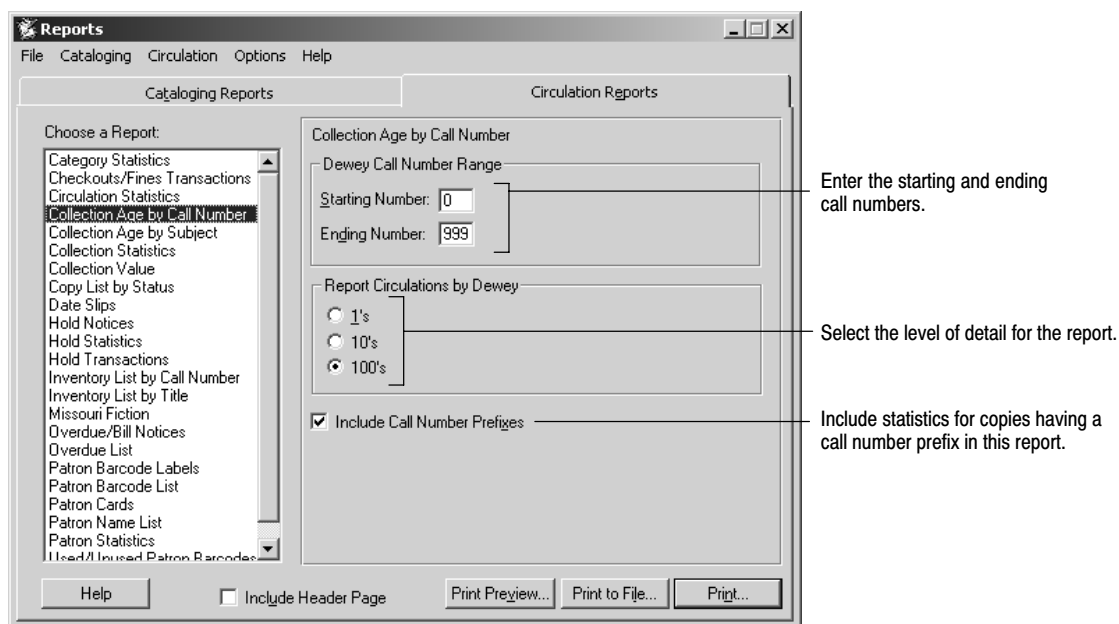 Reports
File Cataloging Circulation Options Help
Cataloging Reports
Circulation Reports
Choose a Report:
Category Statistics
Checkouts/Fines Transactions
Circulation Statistics
Collection Age by Call Number
Collection Age by Subject
Collection Statistics
Collection Value
Copy List by Status
Date Slips
Hold Notices
Hold Statistics
Hold Transactions
Inventory List by Call Number
Inventory List by Title
Missouri Fiction
Overdue/Bill Notices
Overdue List
Patron Barcode Labels
Patron Barcode List
Patron Cards
Patron Name List
Patron Statistics
Used/Unused Patron Barcodes
Collection Age by Call Number
Dewey Call Number Range
Starting Number: 0
Ending Number: 999
Report Circulations by Dewey
1's
10's
100's
Include Call Number Prefixes
Enter the starting and ending
call numbers.
Select the level of detail for the report.
Include statistics for copies having a
call number prefix in this report.
Help
Include Header Page
Print Preview...
Print to File...
Print...